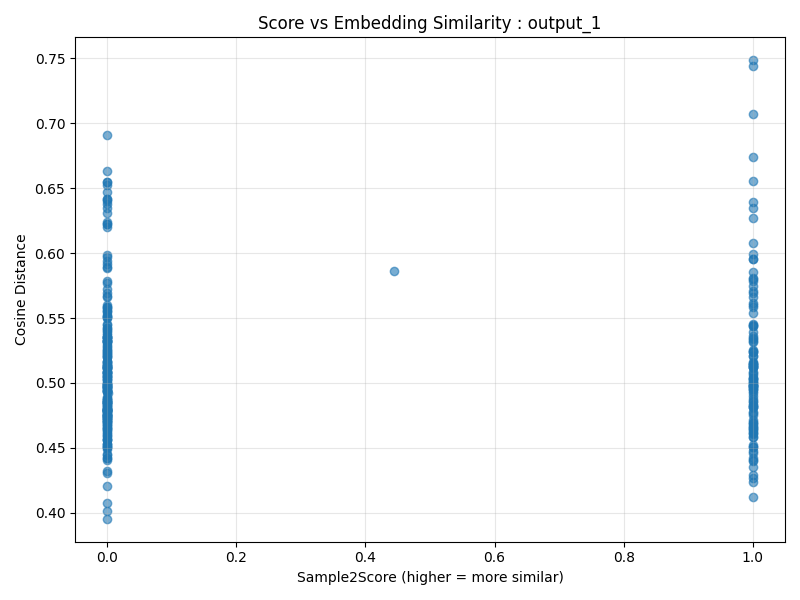 Score vs Embedding Similarity : output_1
Cosine Distance
0.75
0.70
0.65
0.60
0.55
0.50
0.45
0.40
0.0 0.2 0.4 0.6 0.8 1.0
Sample2Score (higher = more similar)